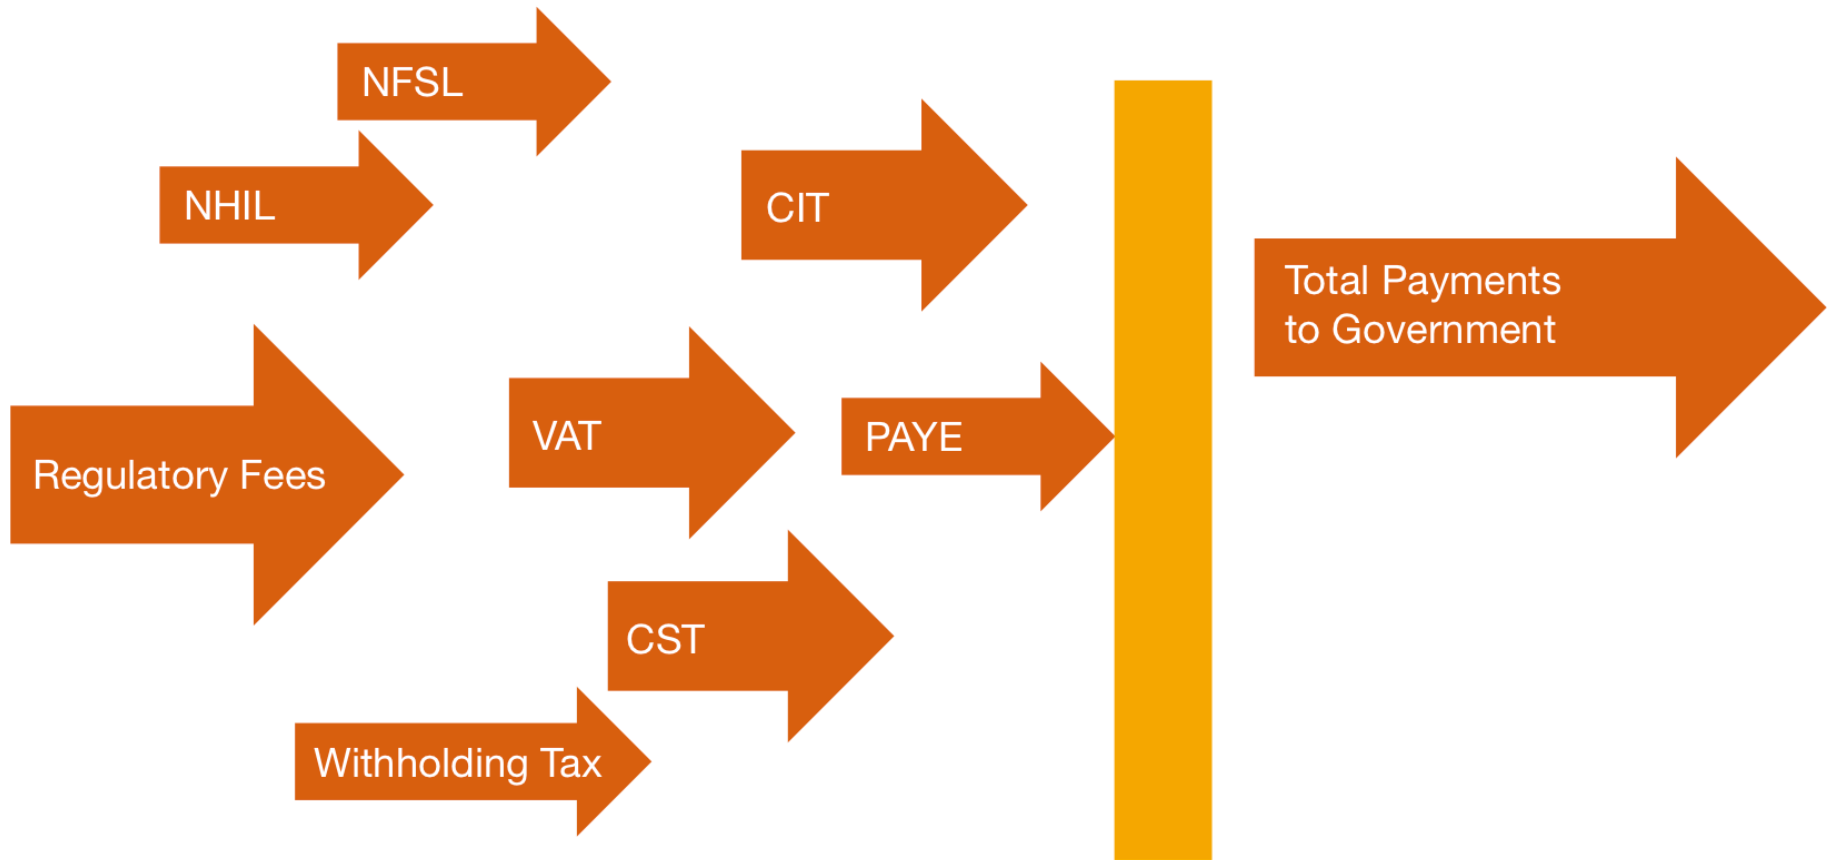 NFSL
NHIL
CIT
Total Payments
to Government
VAT
PAYE
Regulatory Fees
CST
Withholding Tax